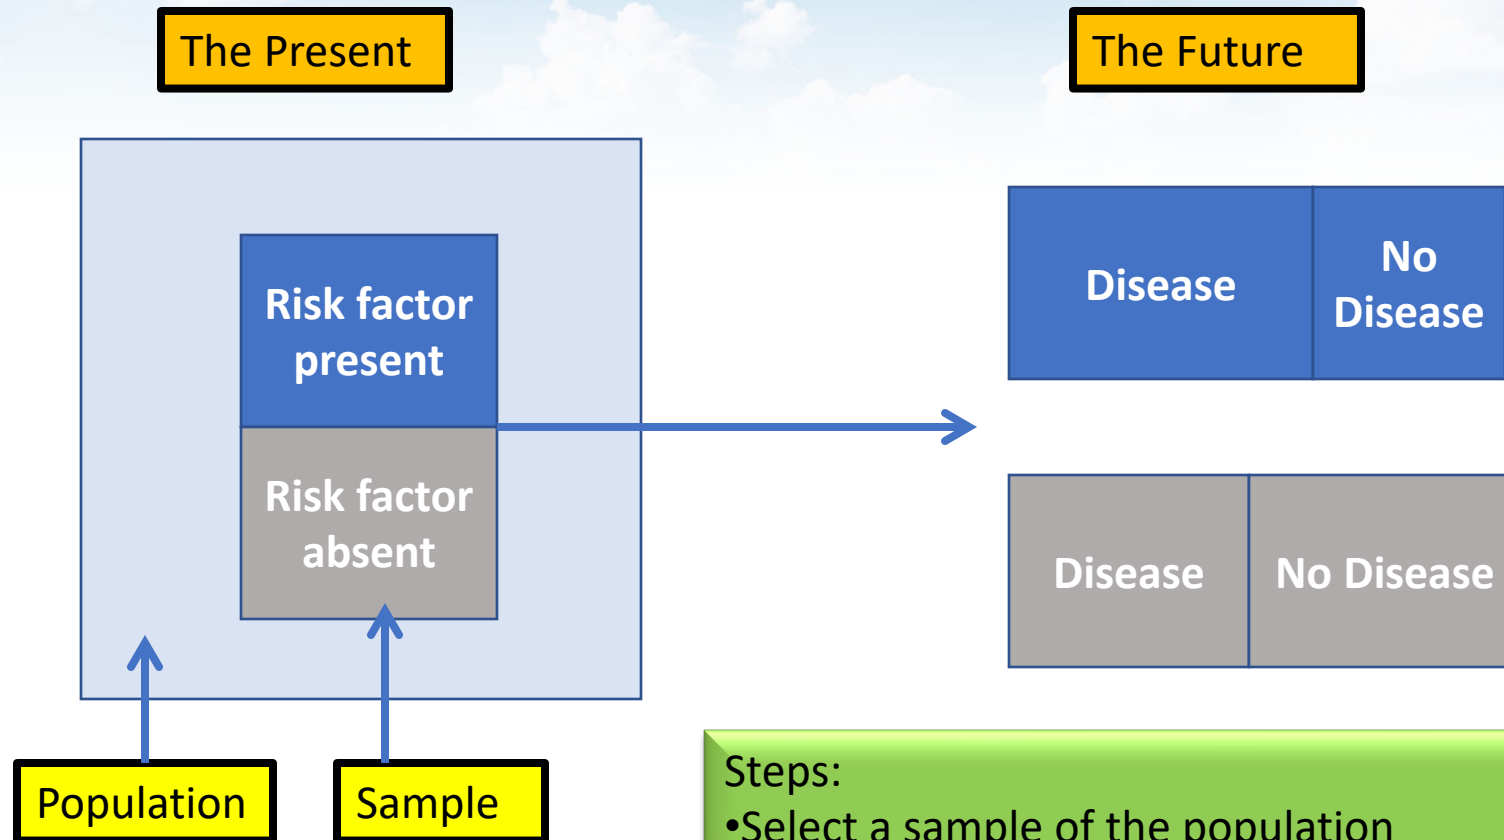 The Present
The Future
Risk factor
present
Risk factor
absent
Disease
No
Disease
Disease
No Disease
Population
Sample
Steps:
•Select a sample of the population